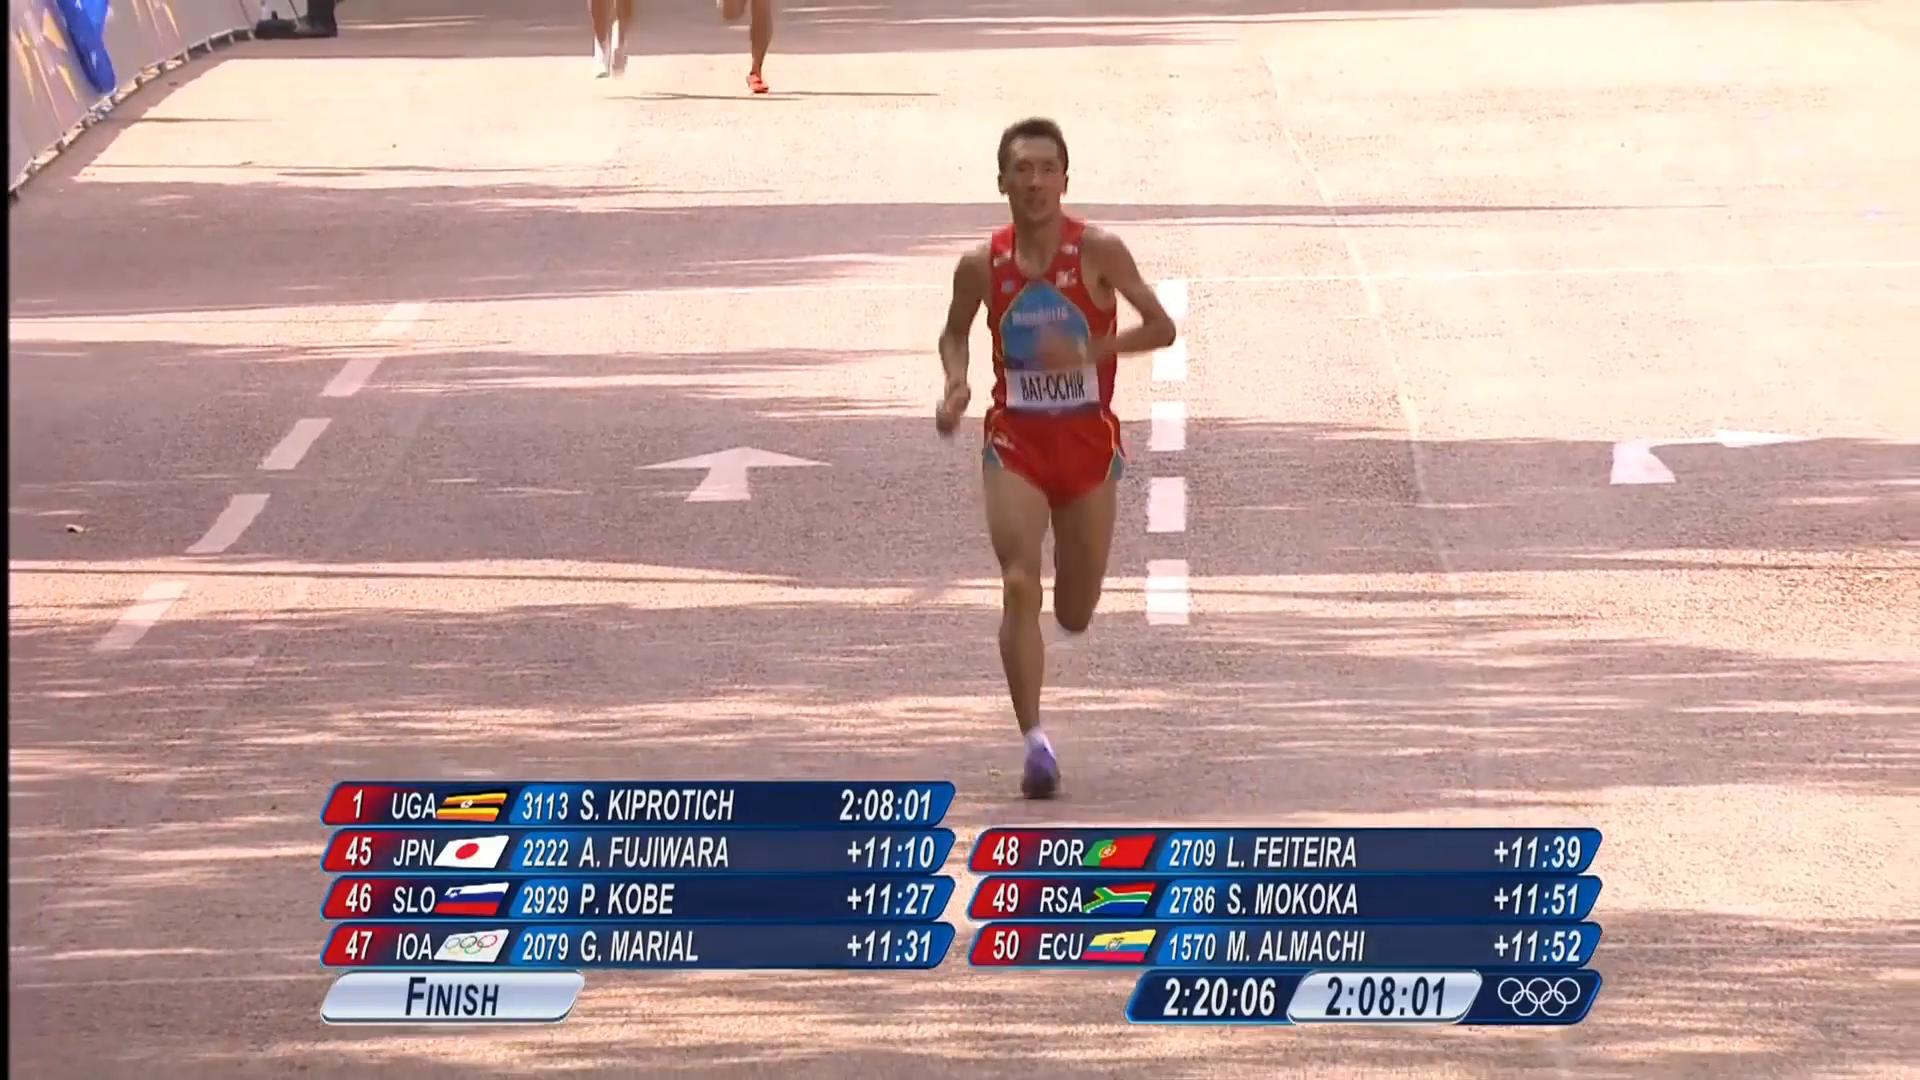 MONGOLIA
BAT-OCHIR
1 UGA 3113 S. KIPROTICH 2:08:01
45 JPN 2222 A. FUJIWARA +11:10
46 SLO 2929 P. KOBE +11:27
47 IOA 2079 G. MARIAL +11:31
48 POR 2709 L. FEITEIRA +11:39
49 RSA 2786 S. MOKOKA +11:51
50 ECU 1570 M. ALMACHI +11:52
FINISH
2:20:06 2:08:01